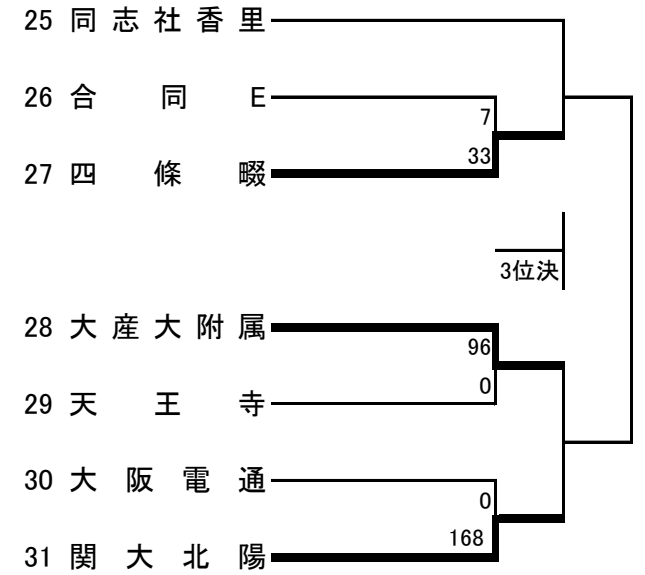 25 同志社香里
26 合同E
7
33
27 四條畷
3位決
28 大産大附属
96
0
29 天王寺
30 大阪電通
0
168
31 関大北陽